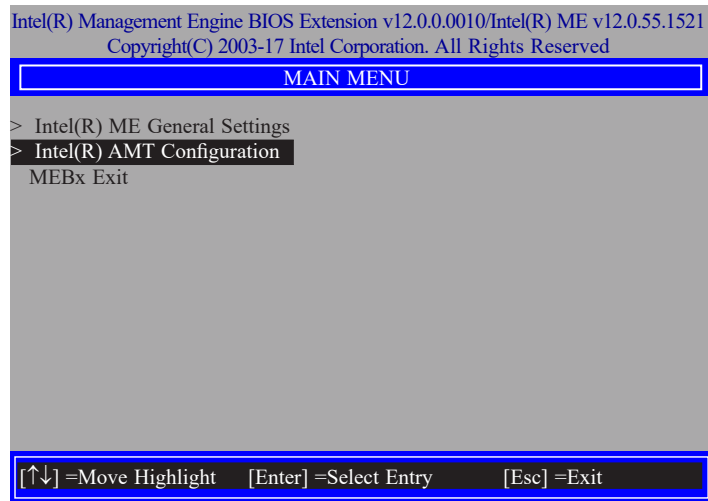 Intel(R) Management Engine BIOS Extension v12.0.0.0010/Intel(R) ME v12.0.55.1521
Copyright(C) 2003-17 Intel Corporation. All Rights Reserved
MAIN MENU
> Intel(R) ME General Settings
> Intel(R) AMT Configuration
MEBx Exit
[↑↓] =Move Highlight [Enter] =Select Entry [Esc] =Exit